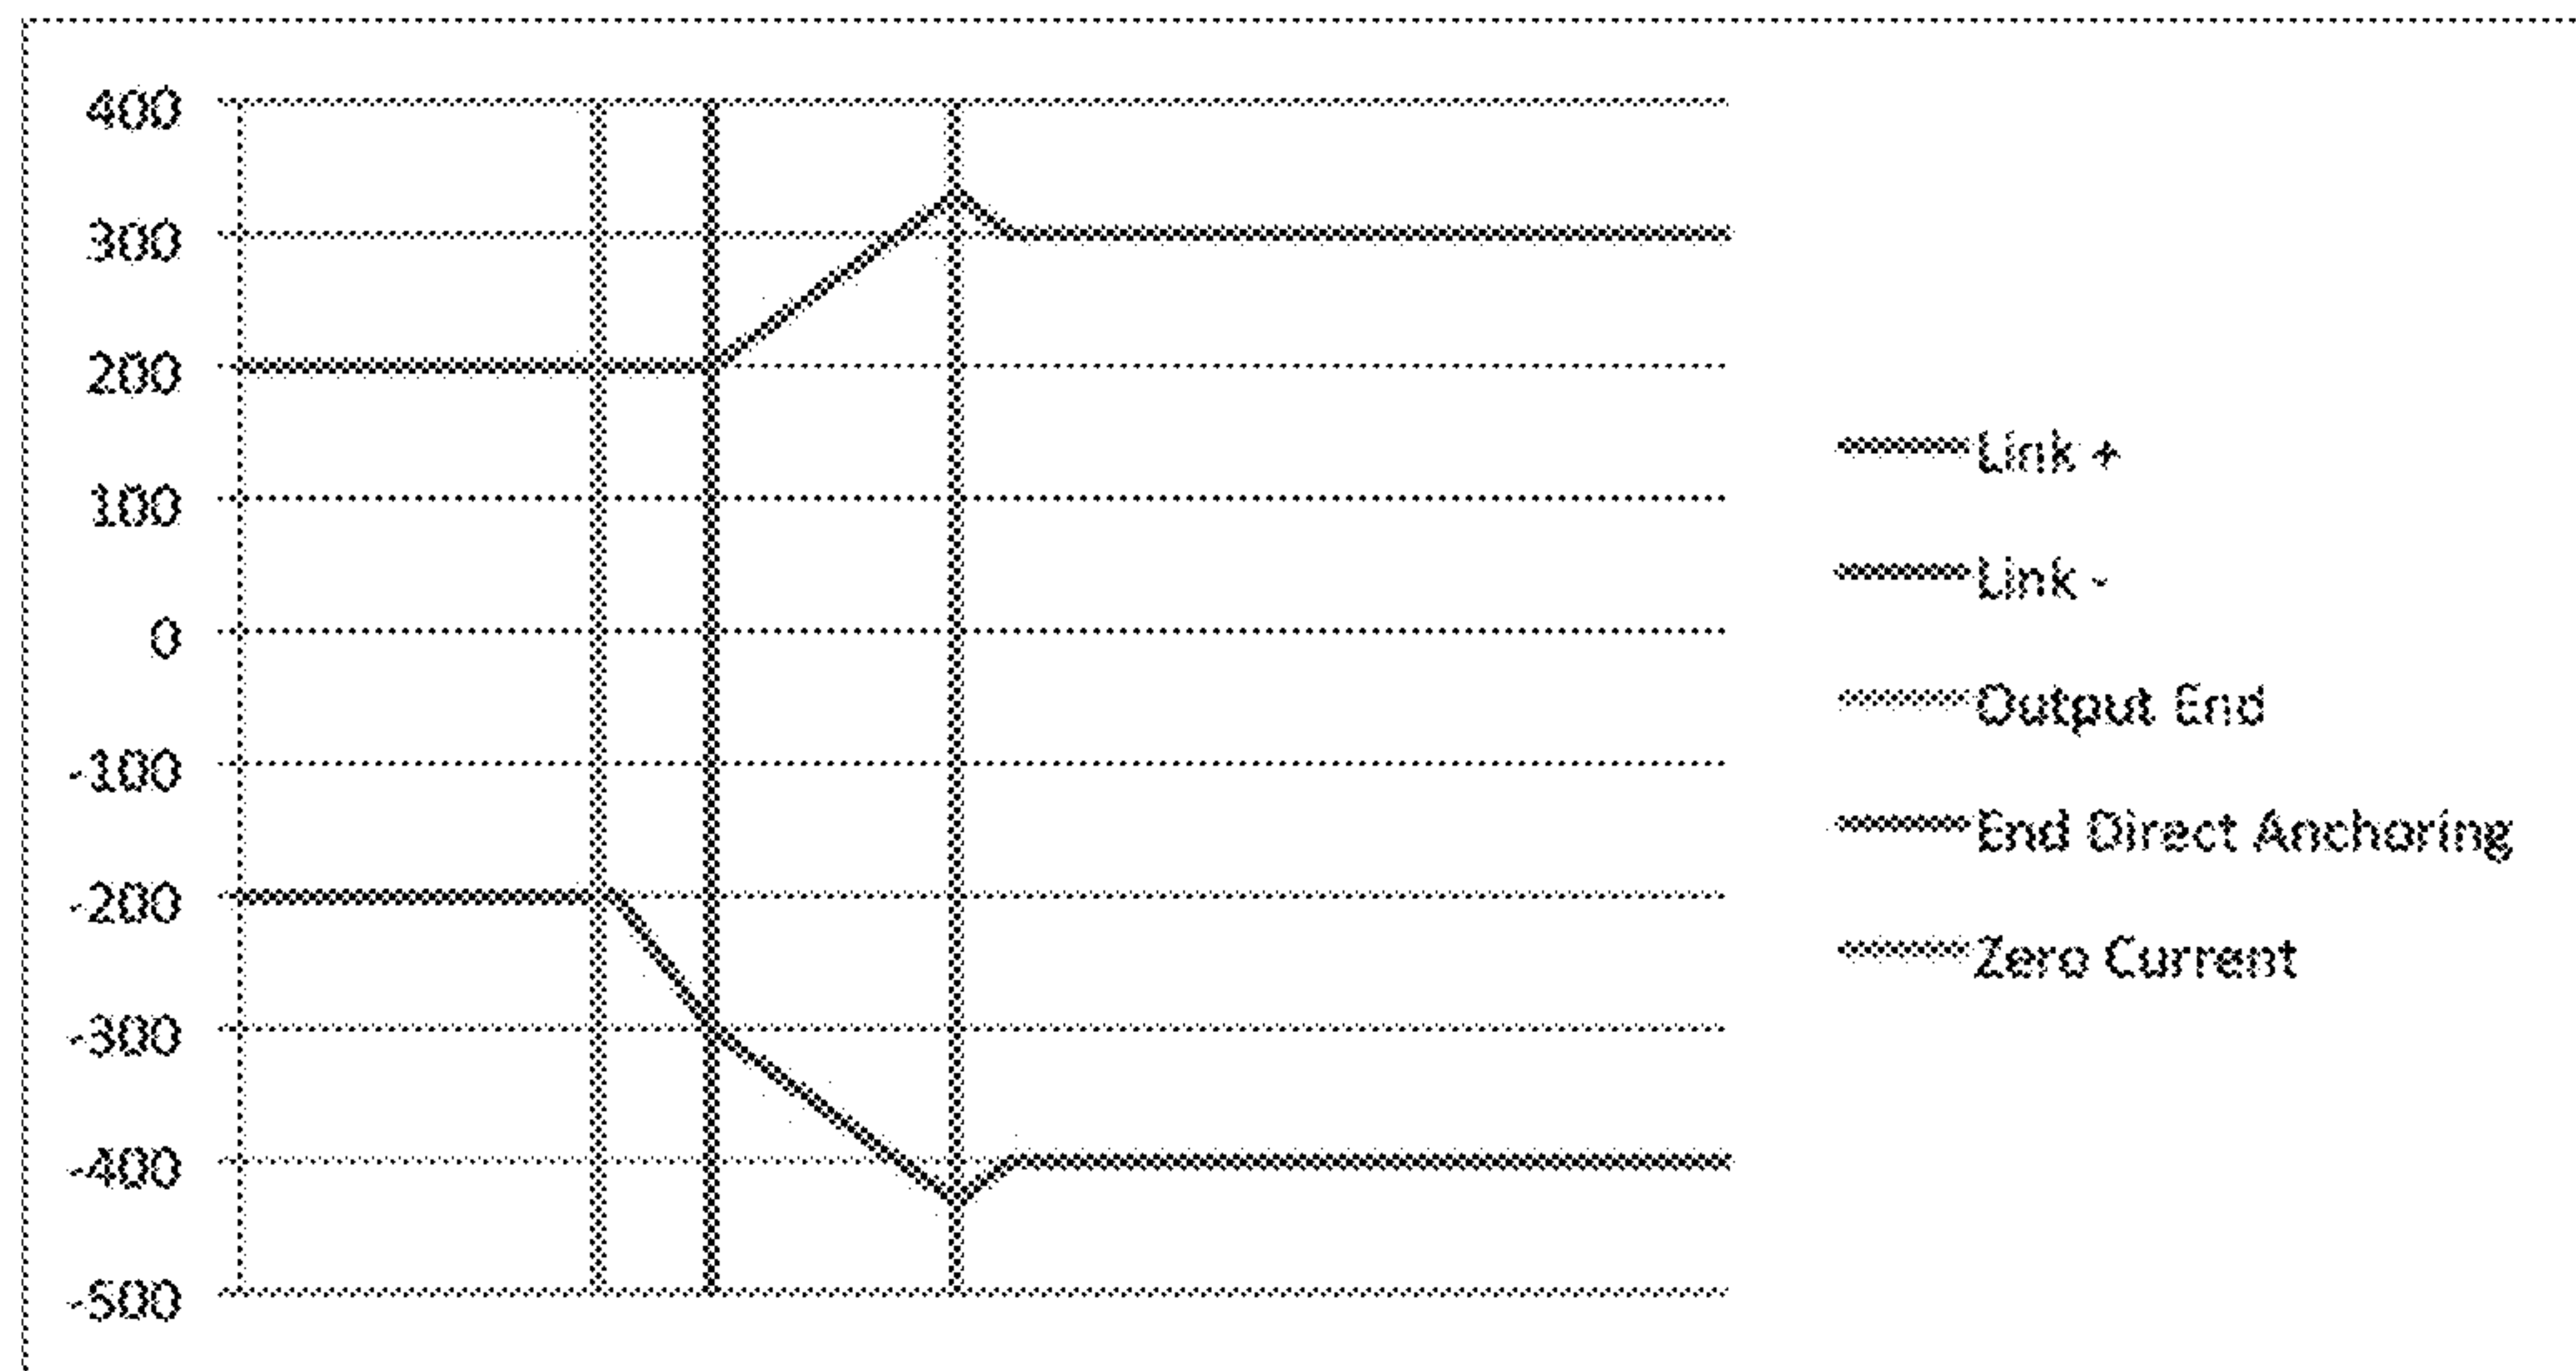 400
300
200
100
0
-100
-200
-300
-400
-500
Link +
Link -
Output End
End Direct Anchoring
Zero Current